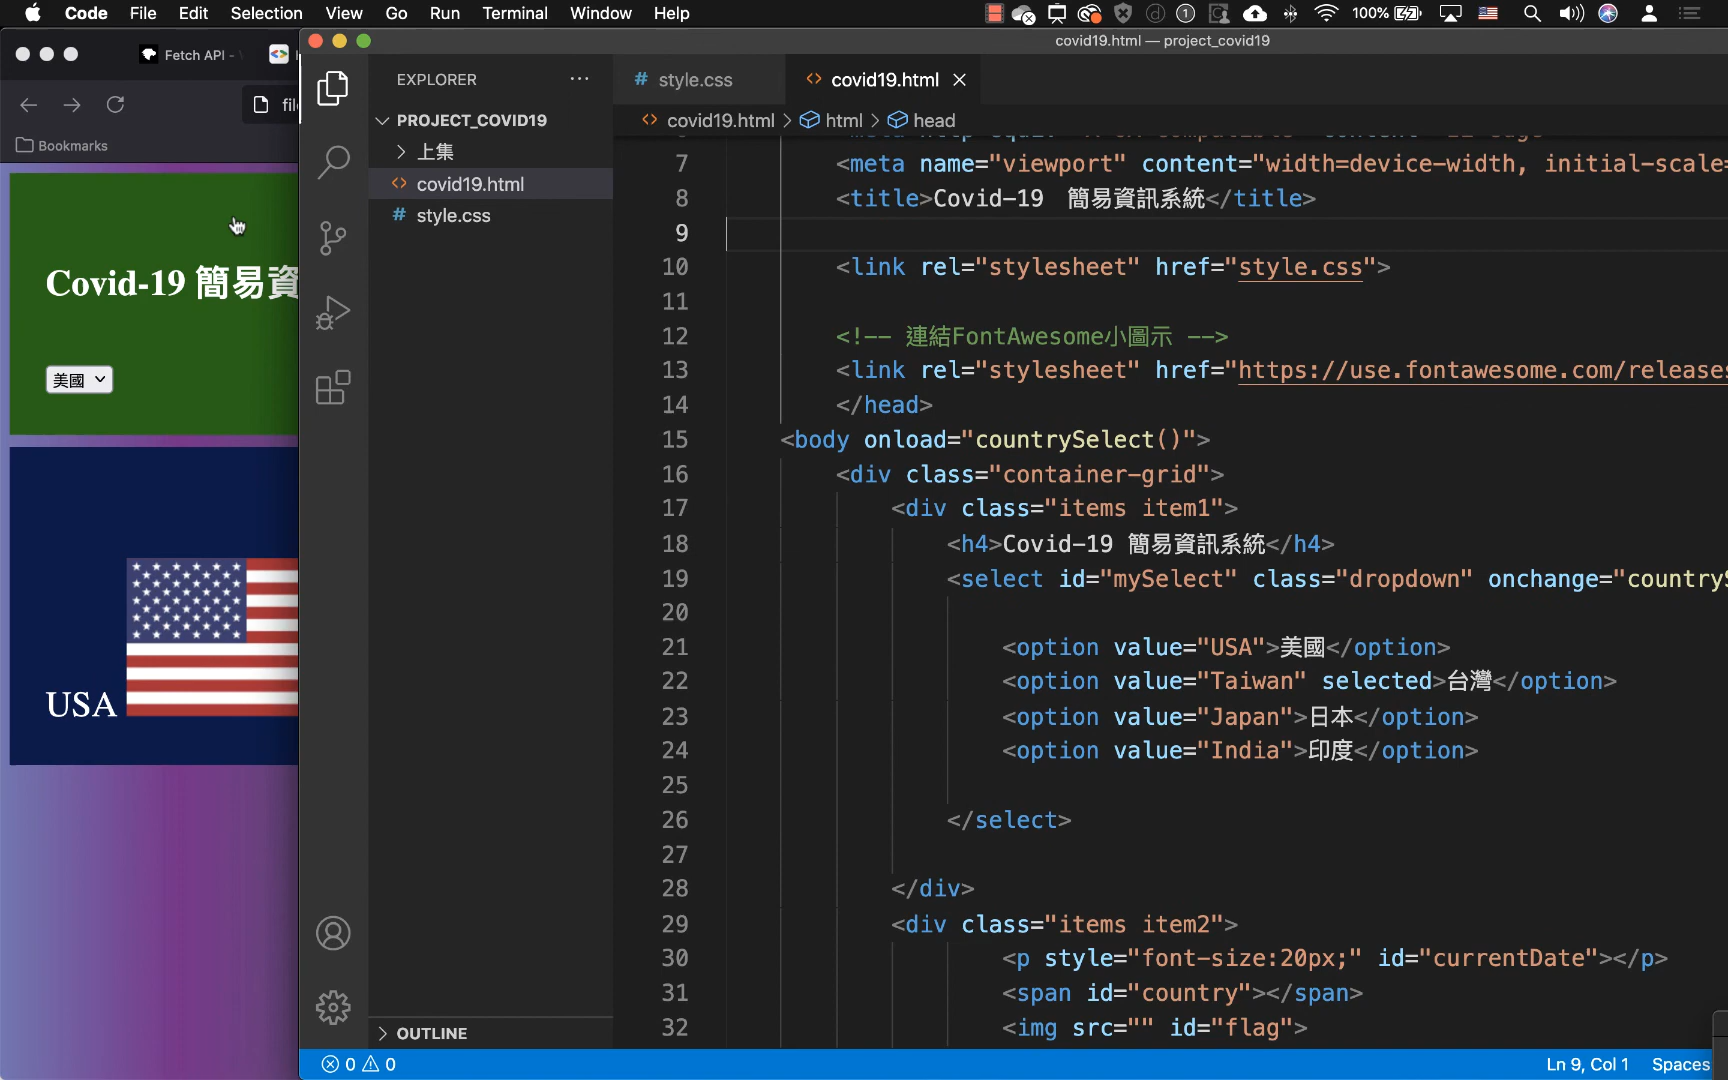 Code File Edit Selection View Go Run Terminal Window Help 100%
covid19.html — project_covid19
Fetch API -
Bookmarks
Covid-19 簡易資
美國
USA
EXPLORER
PROJECT_COVID19
上集
covid19.html
# style.css
OUTLINE
# style.css
<> covid19.html
<> covid19.html > html > head
7 <meta name="viewport" content="width=device-width, initial-scale=
8 <title>Covid-19 簡易資訊系統</title>
9
10 <link rel="stylesheet" href="style.css">
11
12 <!-- 連結FontAwesome小圖示 -->
13 <link rel="stylesheet" href="https://use.fontawesome.com/releases
14 </head>
15 <body onload="countrySelect()">
16 <div class="container-grid">
17 <div class="items item1">
18 <h4>Covid-19 簡易資訊系統</h4>
19 <select id="mySelect" class="dropdown" onchange="countryS
20
21 <option value="USA">美國</option>
22 <option value="Taiwan" selected>台灣</option>
23 <option value="Japan">日本</option>
24 <option value="India">印度</option>
25
26 </select>
27
28 </div>
29 <div class="items item2">
30 <p style="font-size:20px;" id="currentDate"></p>
31 <span id="country"></span>
32 <img src="" id="flag">
0 0
Ln 9, Col 1 Spaces